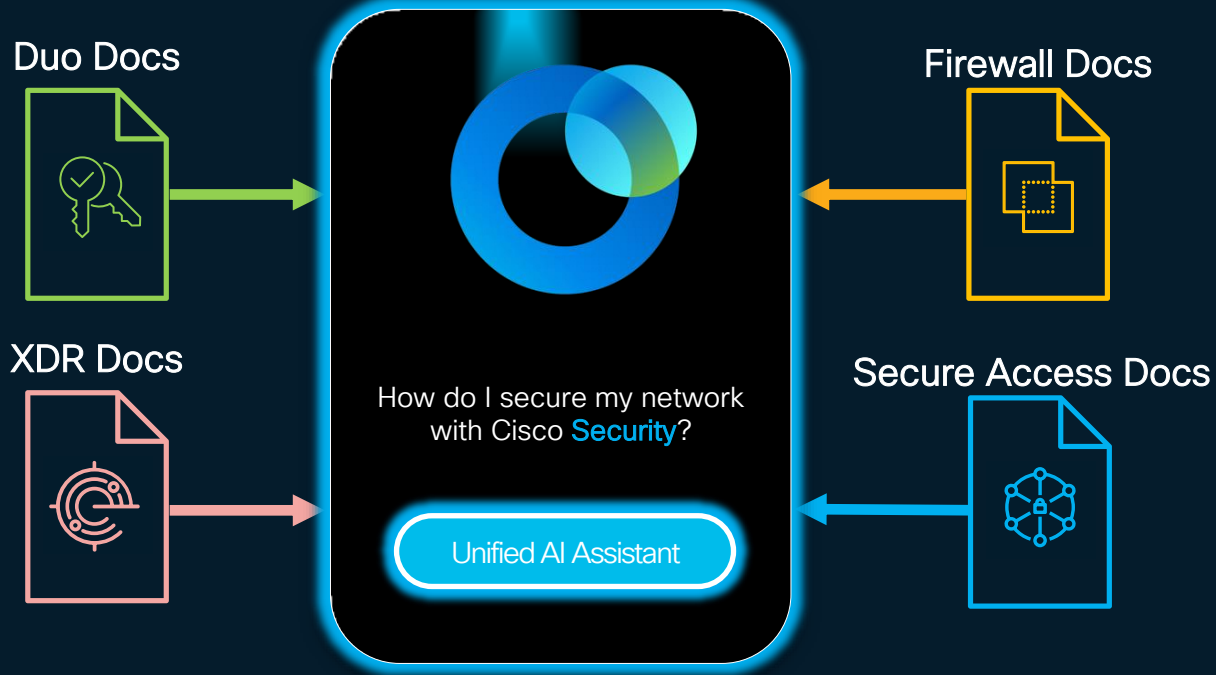 Duo Docs
Firewall Docs
XDR Docs
Secure Access Docs
How do I secure my network
with Cisco Security?
Unified AI Assistant